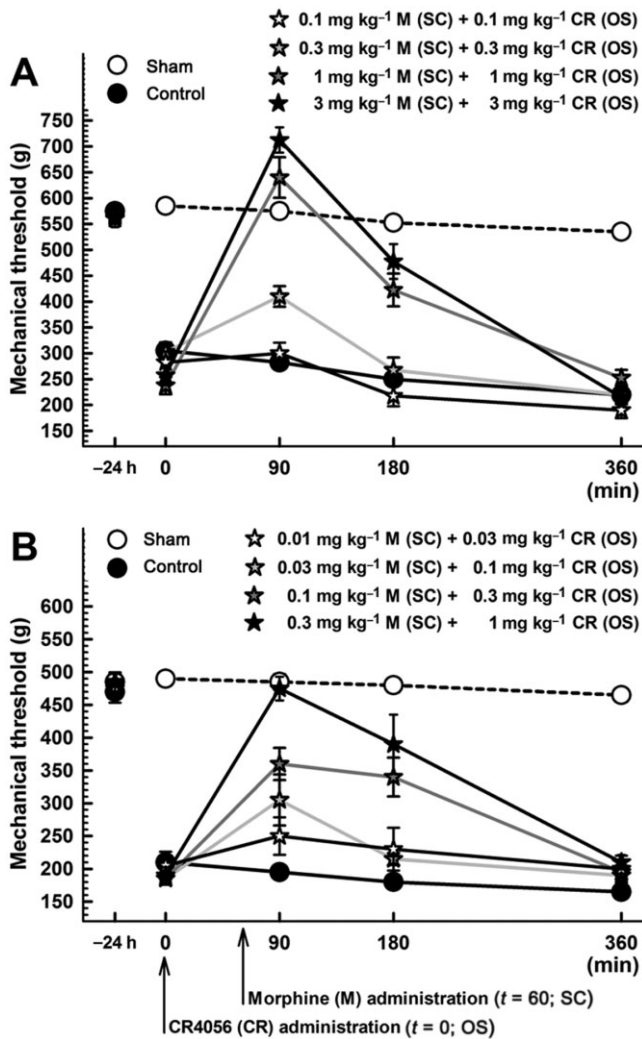 A
Sham
Control
0.1 mg kg⁻¹ M (SC) + 0.1 mg kg⁻¹ CR (OS)
0.3 mg kg⁻¹ M (SC) + 0.3 mg kg⁻¹ CR (OS)
1 mg kg⁻¹ M (SC) + 1 mg kg⁻¹ CR (OS)
3 mg kg⁻¹ M (SC) + 3 mg kg⁻¹ CR (OS)
Mechanical threshold (g)
750
700
650
600
550
500
450
400
350
300
250
200
150
–24 h 0 90 180 360
(min)
B
Sham
Control
0.01 mg kg⁻¹ M (SC) + 0.03 mg kg⁻¹ CR (OS)
0.03 mg kg⁻¹ M (SC) + 0.1 mg kg⁻¹ CR (OS)
0.1 mg kg⁻¹ M (SC) + 0.3 mg kg⁻¹ CR (OS)
0.3 mg kg⁻¹ M (SC) + 1 mg kg⁻¹ CR (OS)
Mechanical threshold (g)
600
550
500
450
400
350
300
250
200
150
–24 h 0 90 180 360
(min)
Morphine (M) administration (t = 60; SC)
CR4056 (CR) administration (t = 0; OS)